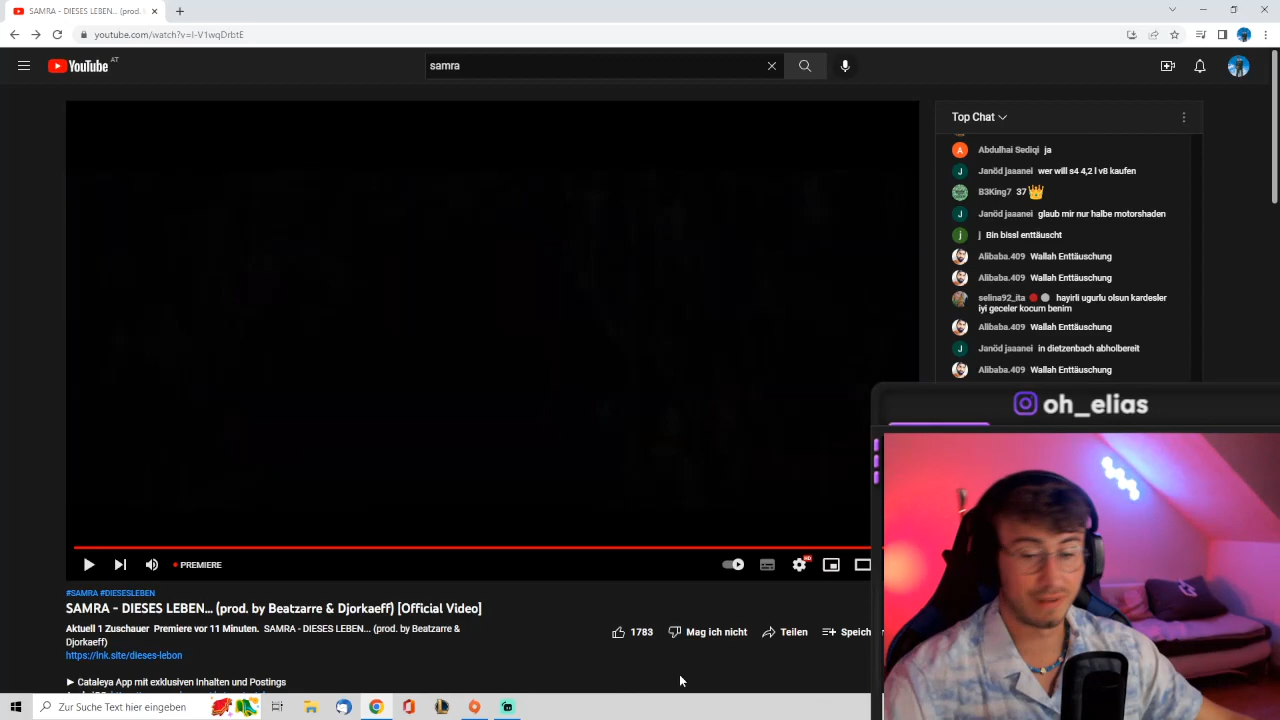 SAMRA - DIESES LEBEN... (prod.
youtube.com/watch?v=I-V1wqDrbtE
YouTube AT
samra
Top Chat
Abdulhai Sediqi ja
Janöd jaaanei wer will s4 4,2 l v8 kaufen
B3King7 37
Janöd jaaanei glaub mir nur halbe motorshaden
j Bin bissl enttäuscht
Alibaba.409 Wallah Enttäuschung
Alibaba.409 Wallah Enttäuschung
selina92_ita hayirli ugurlu olsun kardesler
iyi geceler kocum benim
Alibaba.409 Wallah Enttäuschung
Janöd jaaanei in dietzenbach abholbereit
Alibaba.409 Wallah Enttäuschung
oh_elias
PREMIERE
HD
#SAMRA #DIESESLEBEN
SAMRA - DIESES LEBEN... (prod. by Beatzarre & Djorkaeff) [Official Video]
Aktuell 1 Zuschauer Premiere vor 11 Minuten. SAMRA - DIESES LEBEN... (prod. by Beatzarre &
Djorkaeff)
https://lnk.site/dieses-lebon
1783 Mag ich nicht Teilen Speich
► Cataleya App mit exklusiven Inhalten und Postings
Zur Suche Text hier eingeben